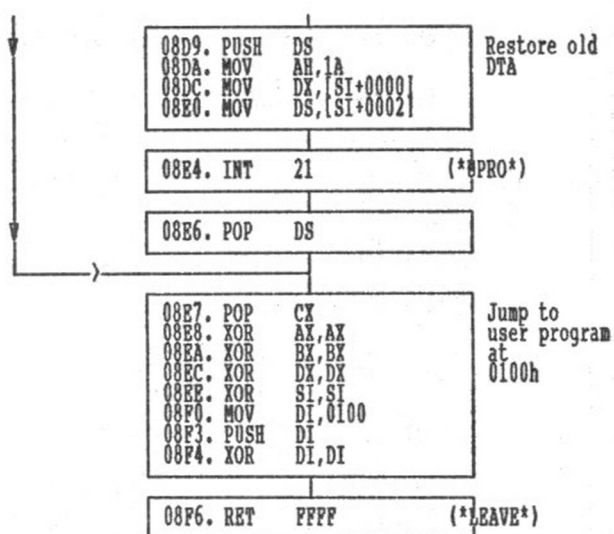 08D9. PUSH DS
08DA. MOV AH,1A
08DC. MOV DX,[SI+0000]
08E0. MOV DS,[SI+0002]
Restore old
DTA
08E4. INT 21 (*UPRO*)
08E6. POP DS
08E7. POP CX
08E8. XOR AX,AX
08EA. XOR BX,BX
08EC. XOR DX,DX
08EE. XOR SI,SI
08F0. MOV DI,0100
08F3. PUSH DI
08F4. XOR DI,DI
Jump to
user program
at
0100h
08F6. RET FFFF (*LEAVE*)